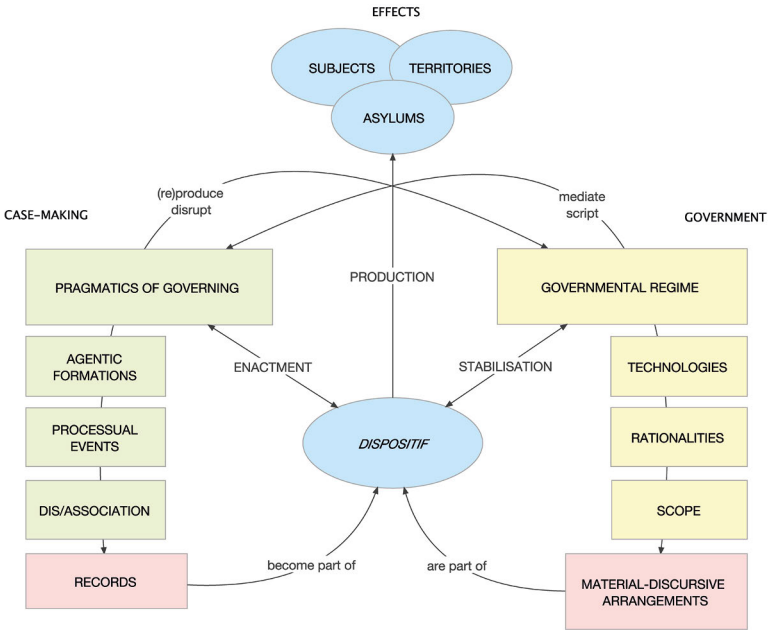 EFFECTS
SUBJECTS
TERRITORIES
ASYLUMS
(re)produce
disrupt
mediate
script
CASE-MAKING
GOVERNMENT
PRAGMATICS OF GOVERNING
PRODUCTION
GOVERNMENTAL REGIME
AGENTIC
FORMATIONS
ENACTMENT
STABILISATION
TECHNOLOGIES
PROCESSUAL
EVENTS
DISPOSITIF
RATIONALITIES
DIS/ASSOCIATION
SCOPE
become part of
are part of
RECORDS
MATERIAL-DISCURSIVE
ARRANGEMENTS